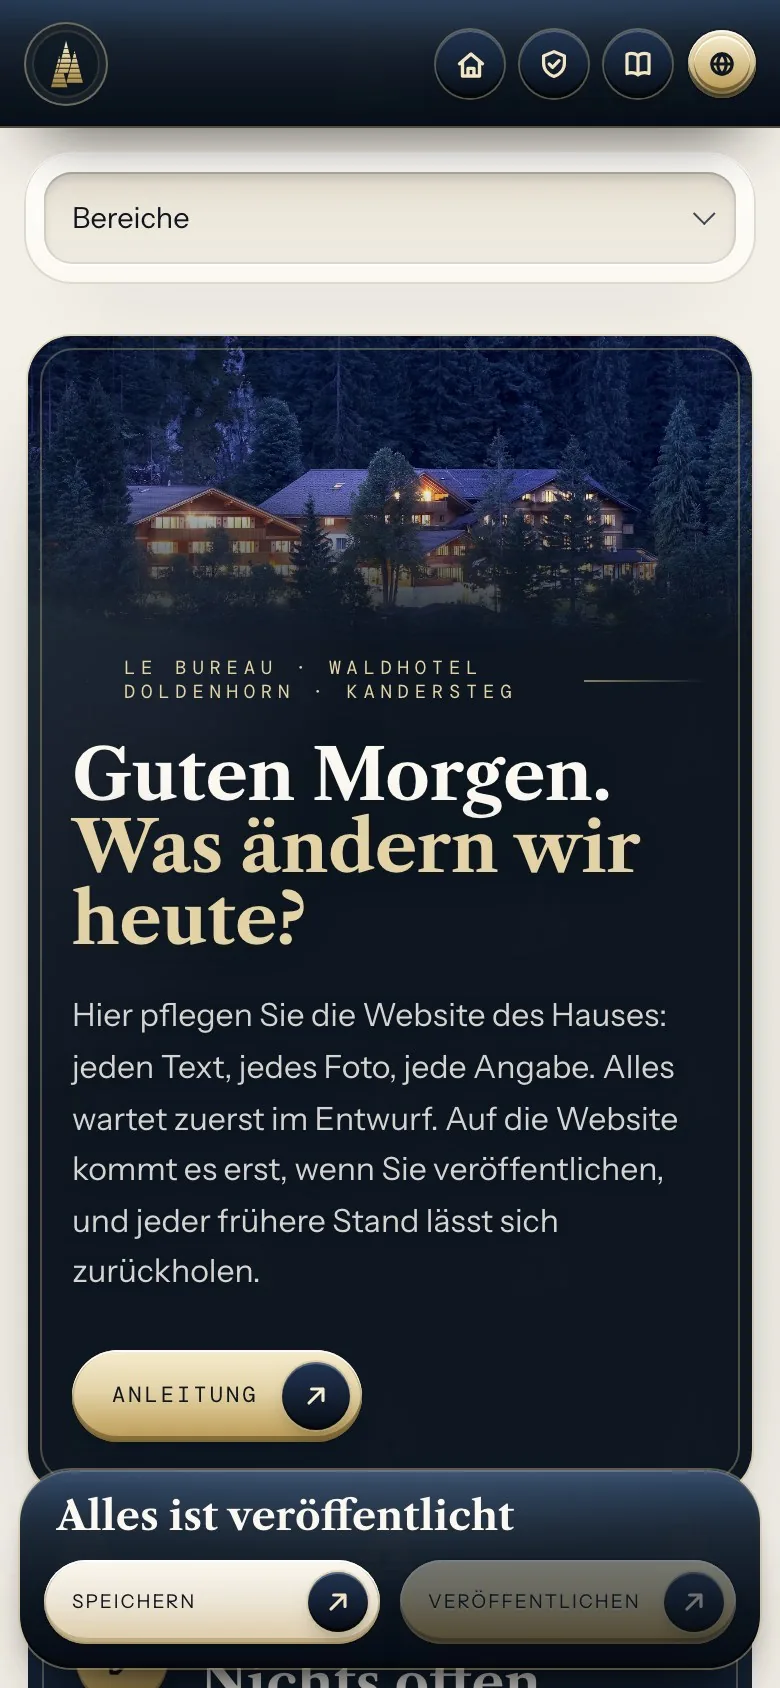 Bereiche
LE BUREAU · WALDHOTEL
DOLDENHORN · KANDERSTEG
Guten Morgen.
Was ändern wir
heute?
Hier pflegen Sie die Website des Hauses:
jeden Text, jedes Foto, jede Angabe. Alles
wartet zuerst im Entwurf. Auf die Website
kommt es erst, wenn Sie veröffentlichen,
und jeder frühere Stand lässt sich
zurückholen.
ANLEITUNG
Alles ist veröffentlicht
SPEICHERN
VERÖFFENTLICHEN
Nichts offen